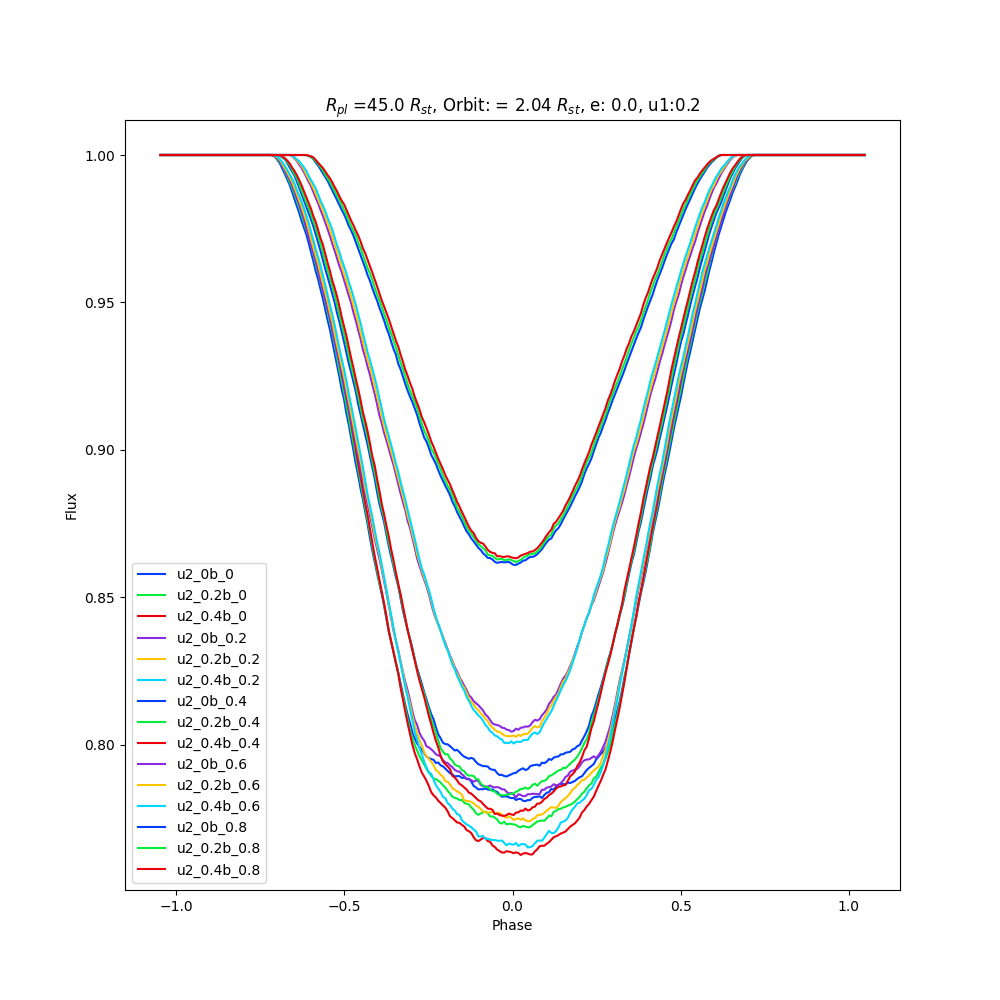 R_pl =45.0 R_st, Orbit: = 2.04 R_st, e: 0.0, u1:0.2
1.00
0.95
0.90
0.85
0.80
Flux
u2_0b_0
u2_0.2b_0
u2_0.4b_0
u2_0b_0.2
u2_0.2b_0.2
u2_0.4b_0.2
u2_0b_0.4
u2_0.2b_0.4
u2_0.4b_0.4
u2_0b_0.6
u2_0.2b_0.6
u2_0.4b_0.6
u2_0b_0.8
u2_0.2b_0.8
u2_0.4b_0.8
−1.0 −0.5 0.0 0.5 1.0
Phase